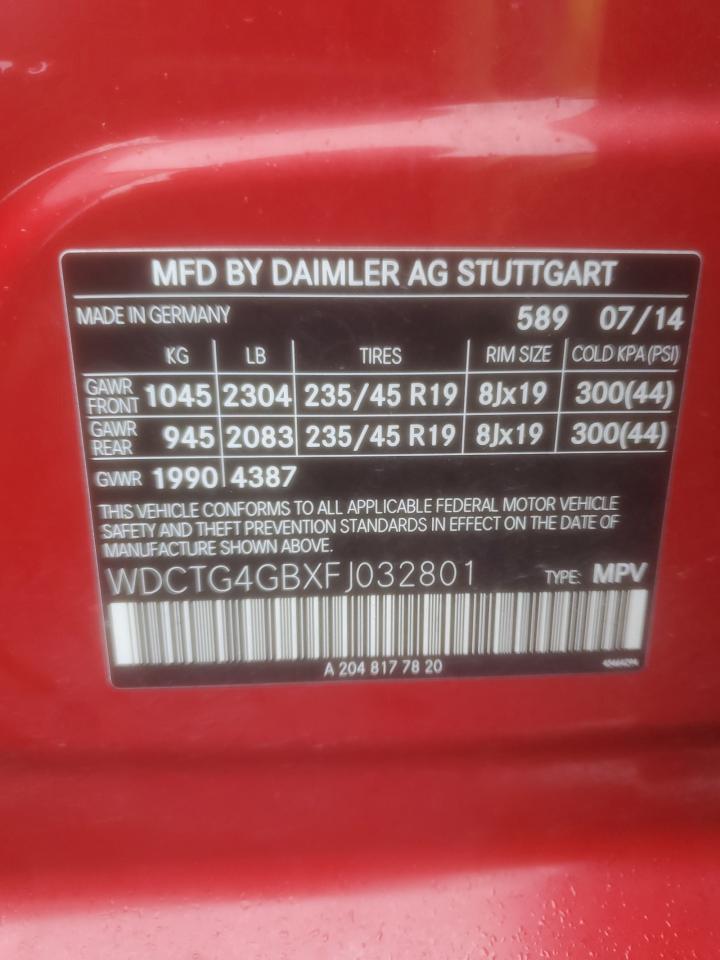 MFD BY DAIMLER AG STUTTGART
MADE IN GERMANY 589 07/14
KG LB TIRES RIM SIZE COLD KPA (PSI)
GAWR FRONT 1045 2304 235/45 R19 8Jx19 300(44)
GAWR REAR 945 2083 235/45 R19 8Jx19 300(44)
GVWR 1990 4387
THIS VEHICLE CONFORMS TO ALL APPLICABLE FEDERAL MOTOR VEHICLE
SAFETY AND THEFT PREVENTION STANDARDS IN EFFECT ON THE DATE OF
MANUFACTURE SHOWN ABOVE.
WDCTG4GBXFJ032801 TYPE: MPV
A 204 817 78 20